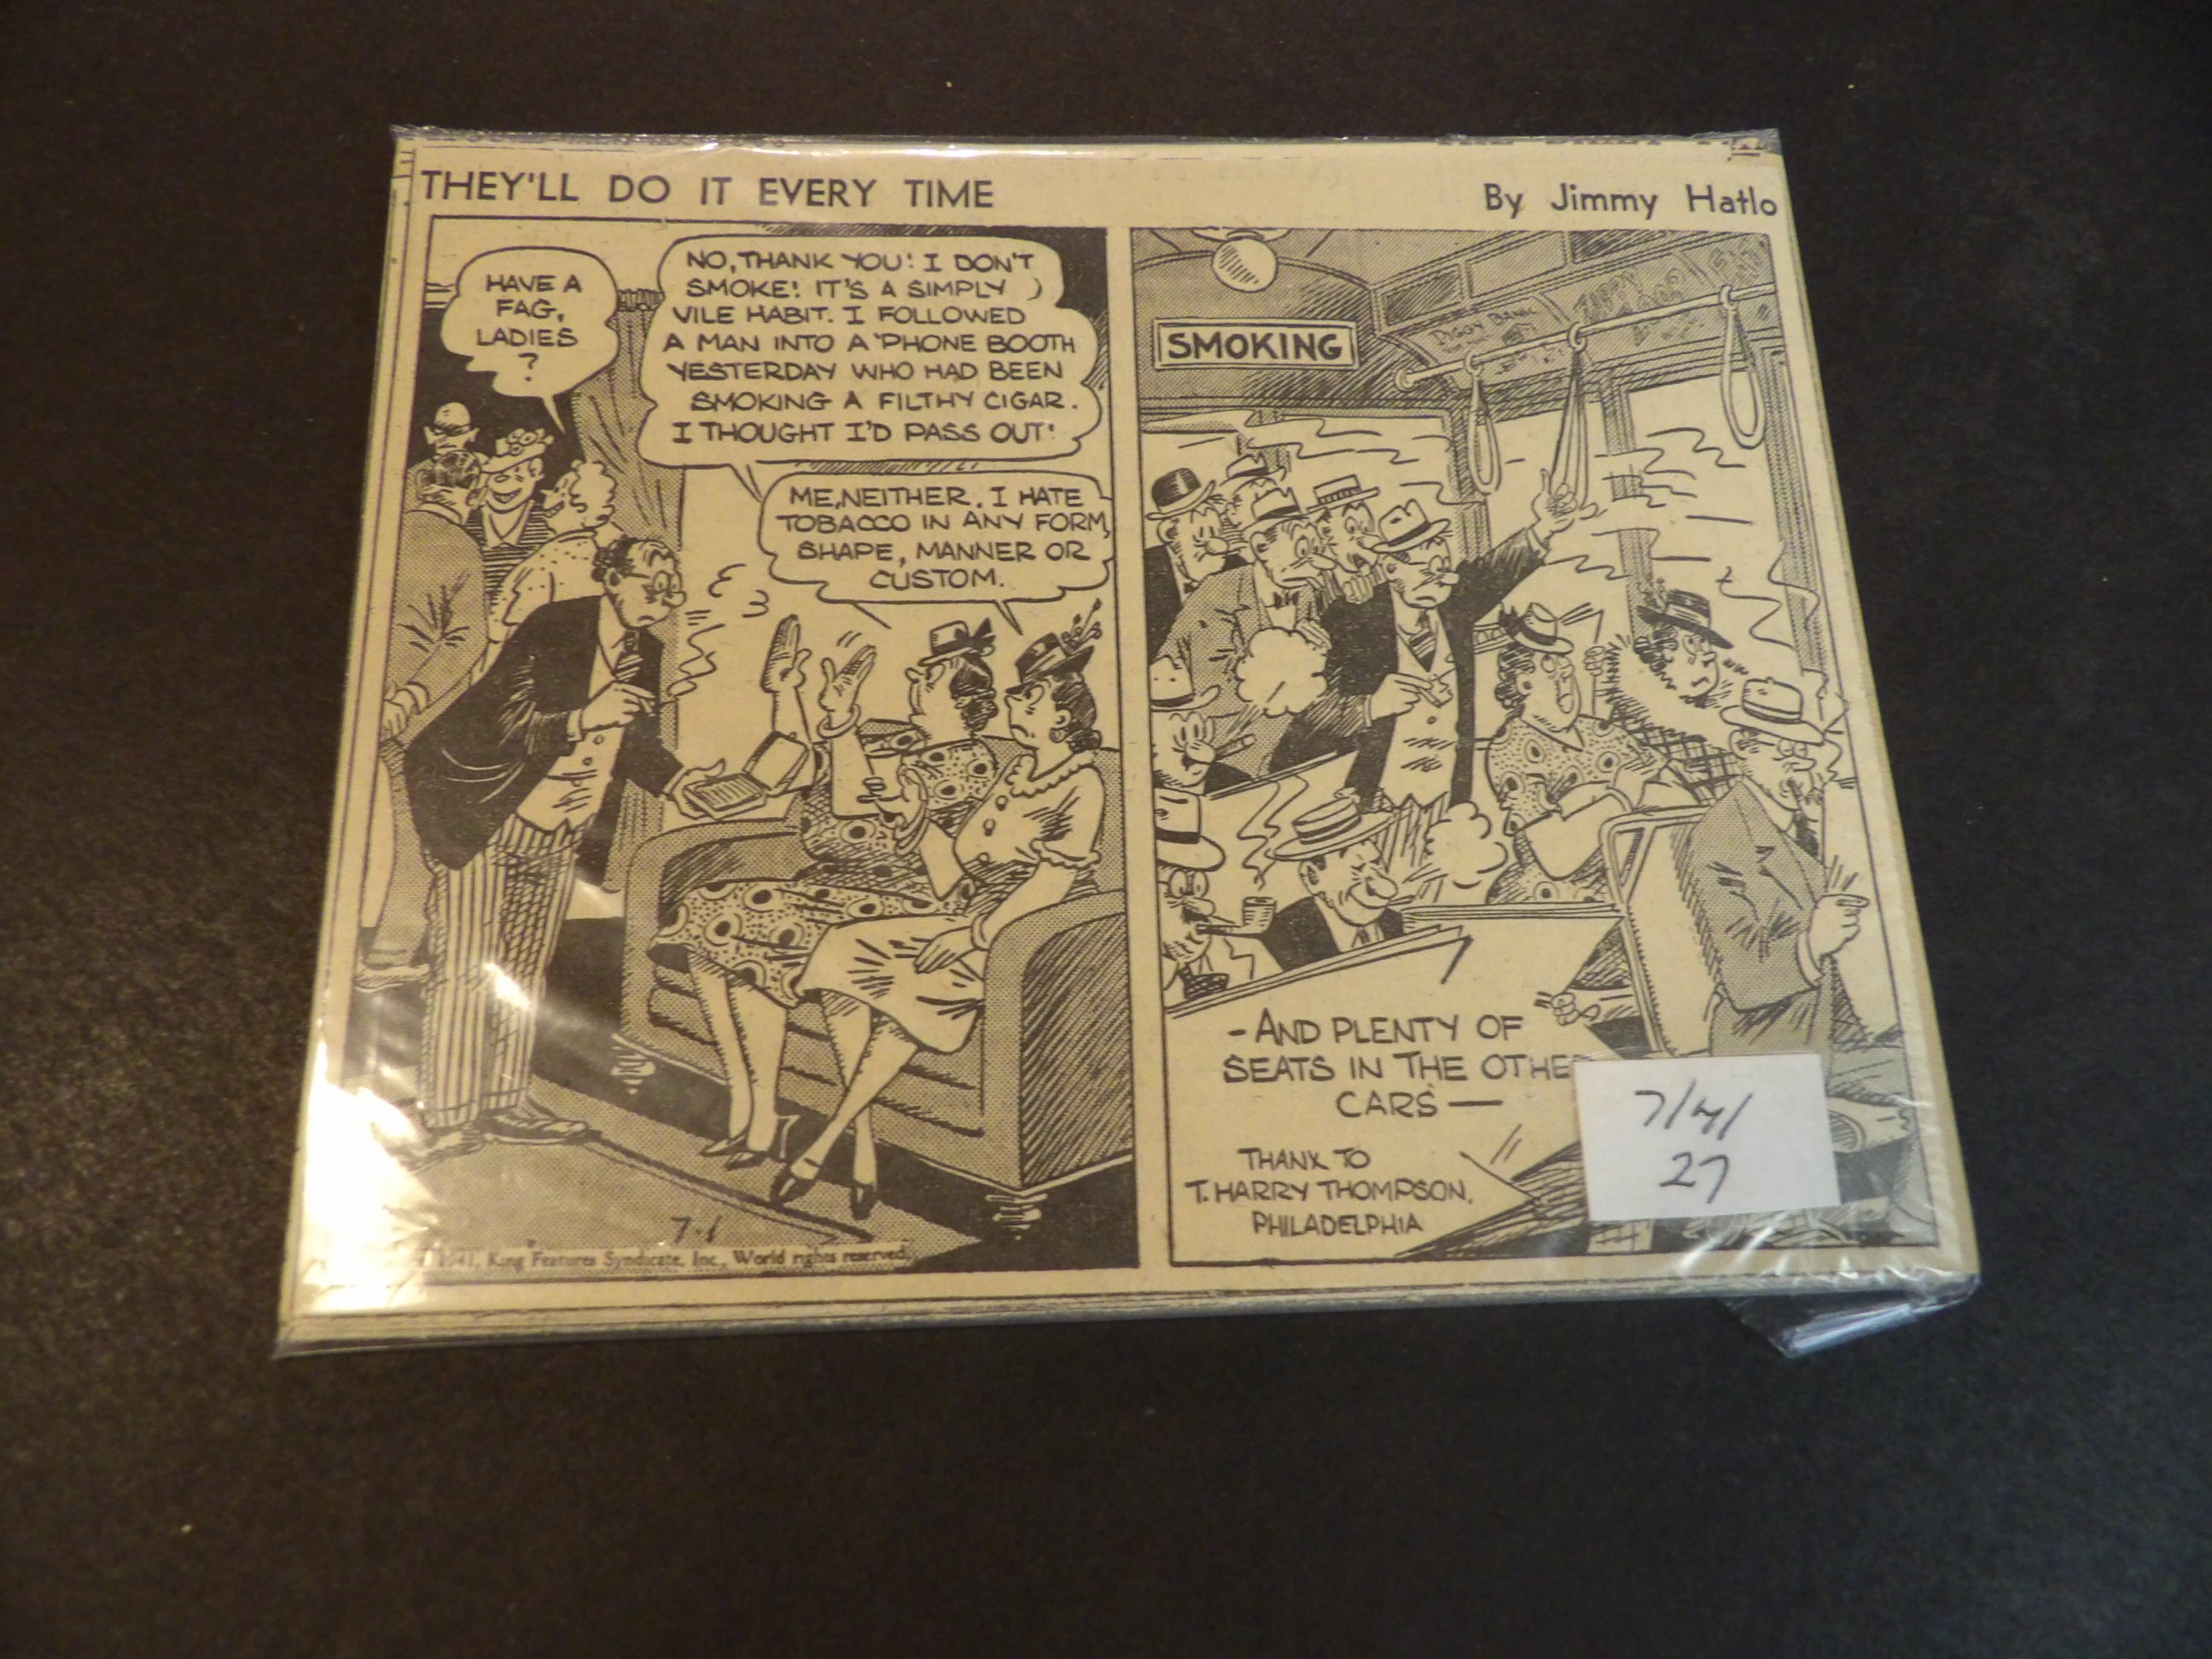 THEY'LL DO IT EVERY TIME
By Jimmy Hatlo
HAVE A
FAG,
LADIES
?
NO, THANK YOU! I DON'T
SMOKE! IT'S A SIMPLY
VILE HABIT. I FOLLOWED
A MAN INTO A 'PHONE BOOTH
YESTERDAY WHO HAD BEEN
SMOKING A FILTHY CIGAR.
I THOUGHT I'D PASS OUT!
ME, NEITHER. I HATE
TOBACCO IN ANY FORM,
SHAPE, MANNER OR
CUSTOM.
7-1
1941, King Features Syndicate, Inc., World rights reserved.
SMOKING
PIGGY BANK
-AND PLENTY OF
SEATS IN THE OTHE
CARS —
THANX TO
T. HARRY THOMPSON,
PHILADELPHIA
27